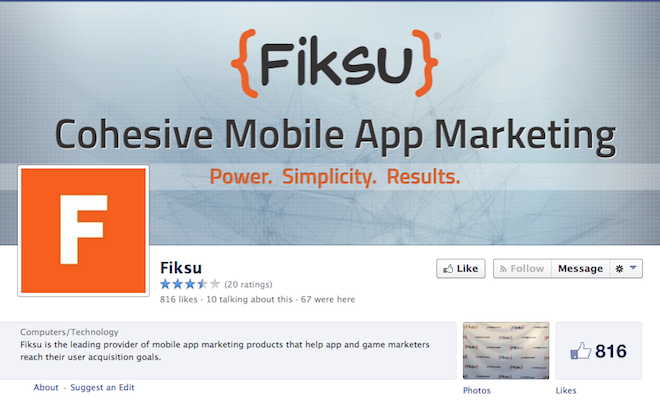 {Fiksu}®
Cohesive Mobile App Marketing
Power. Simplicity. Results.
F
Fiksu
(20 ratings)
816 likes · 10 talking about this · 67 were here
Like
Follow
Message
Computers/Technology
Fiksu is the leading provider of mobile app marketing products that help app and game marketers
reach their user acquisition goals.
About - Suggest an Edit
Fiksu
816
Photos
Likes